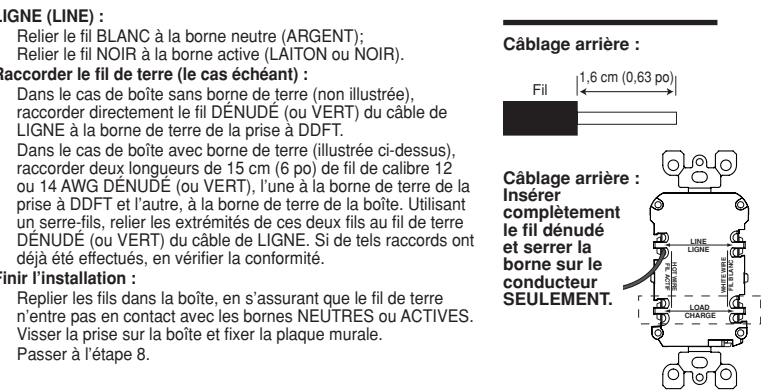 LIGNE (LINE) :
Relier le fil BLANC à la borne neutre (ARGENT);
Relier le fil NOIR à la borne active (LAITON ou NOIR).
Raccorder le fil de terre (le cas échéant) :
Dans le cas de boîte sans borne de terre (non illustrée),
raccorder directement le fil DÉNUDÉ (ou VERT) du câble de
LIGNE à la borne de terre de la prise à DDFT.
Dans le cas de boîte avec borne de terre (illustrée ci-dessus),
raccorder deux longueurs de 15 cm (6 po) de fil de calibre 12
ou 14 AWG DÉNUDÉ (ou VERT), l'une à la borne de terre de la
prise à DDFT et l'autre, à la borne de terre de la boîte. Utilisant
un serre-fils, relier les extrémités de ces deux fils au fil de terre
DÉNUDÉ (ou VERT) du câble de LIGNE. Si de tels raccords ont
déjà été effectués, en vérifier la conformité.
Finir l'installation :
Replier les fils dans la boîte, en s'assurant que le fil de terre
n'entre pas en contact avec les bornes NEUTRES ou ACTIVES.
Visser la prise sur la boîte et fixer la plaque murale.
Passer à l'étape 8.
Câblage arrière :
Fil
1,6 cm (0,63 po)
Câblage arrière :
Insérer
complètement
le fil dénudé
et serrer la
borne sur le
conducteur
SEULEMENT.
LINE
LIGNE
HOT WIRE
FIL ACTIF
WHITE WIRE
FIL BLANC
LOAD
CHARGE